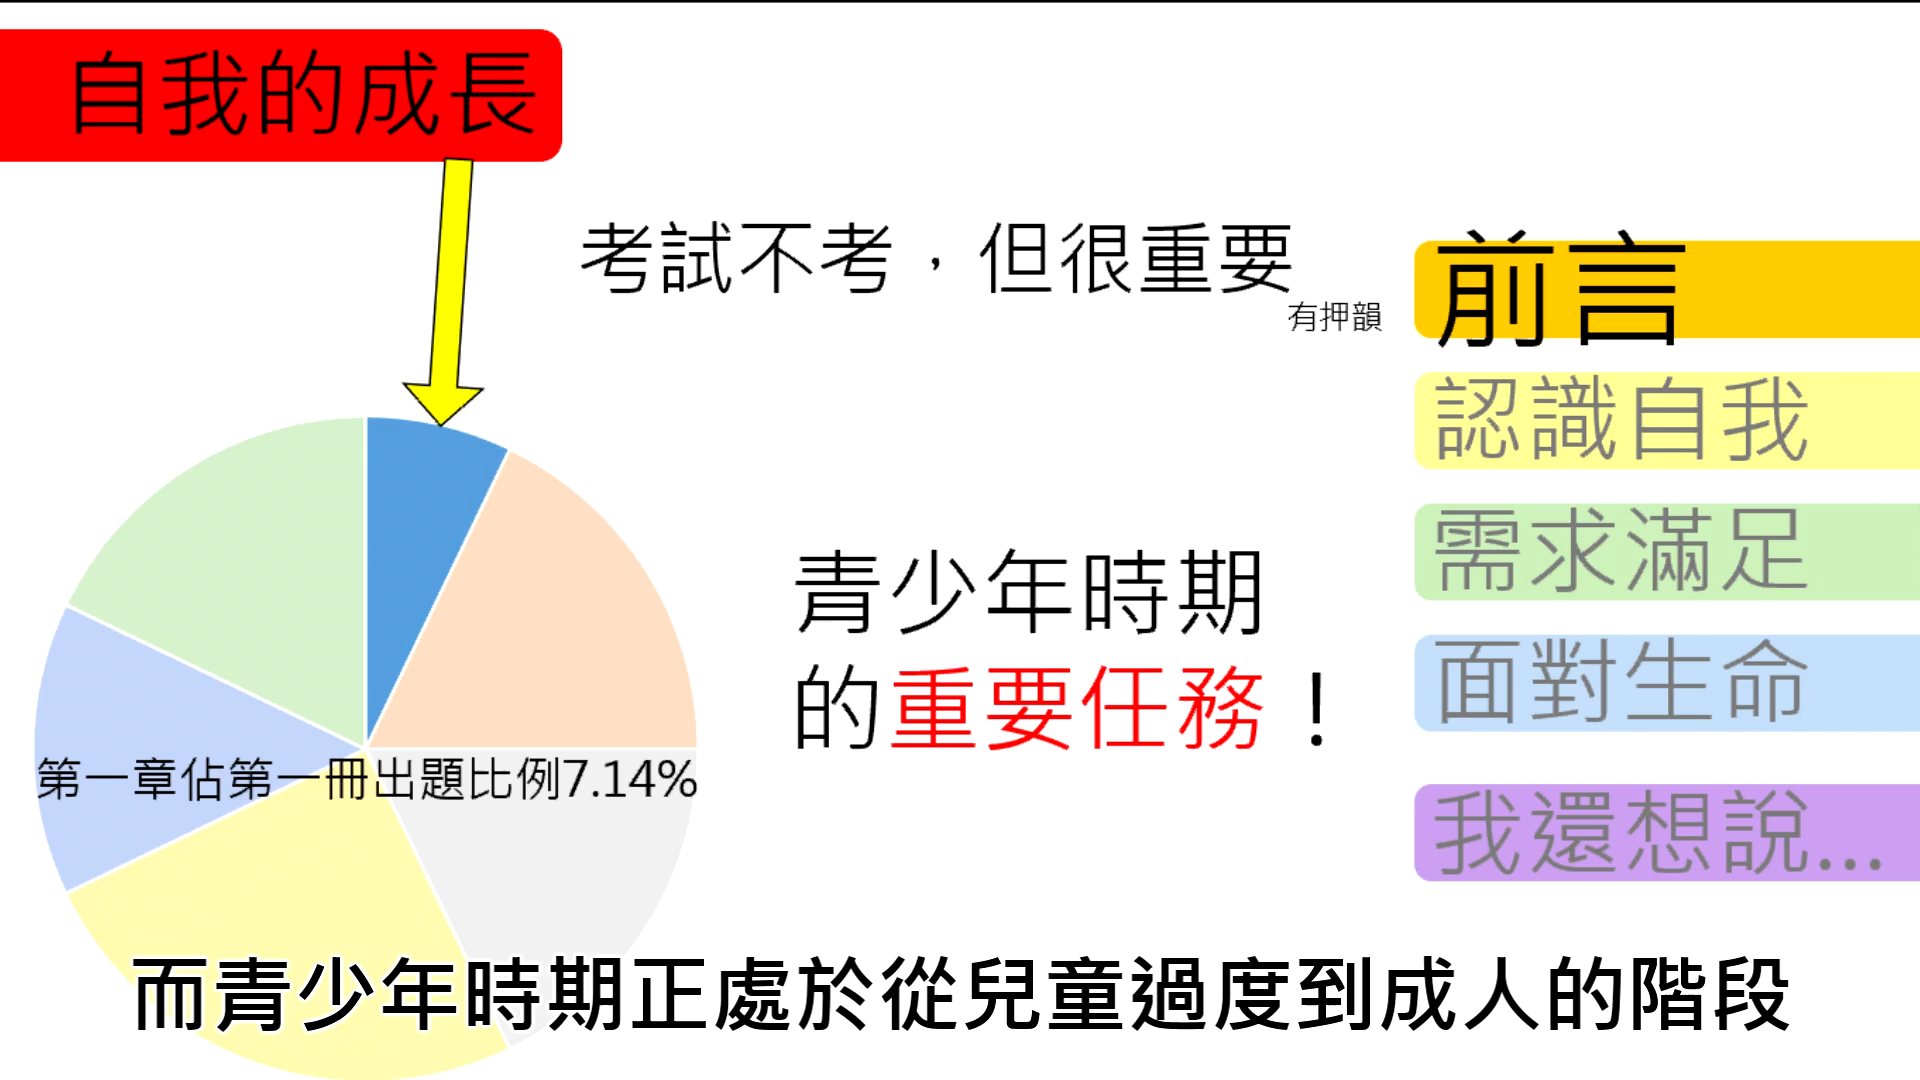 自我的成長
考試不考，但很重要
有押韻
青少年時期
的重要任務！
第一章佔第一冊出題比例7.14%
前言
認識自我
需求滿足
面對生命
我還想說...
而青少年時期正處於從兒童過度到成人的階段